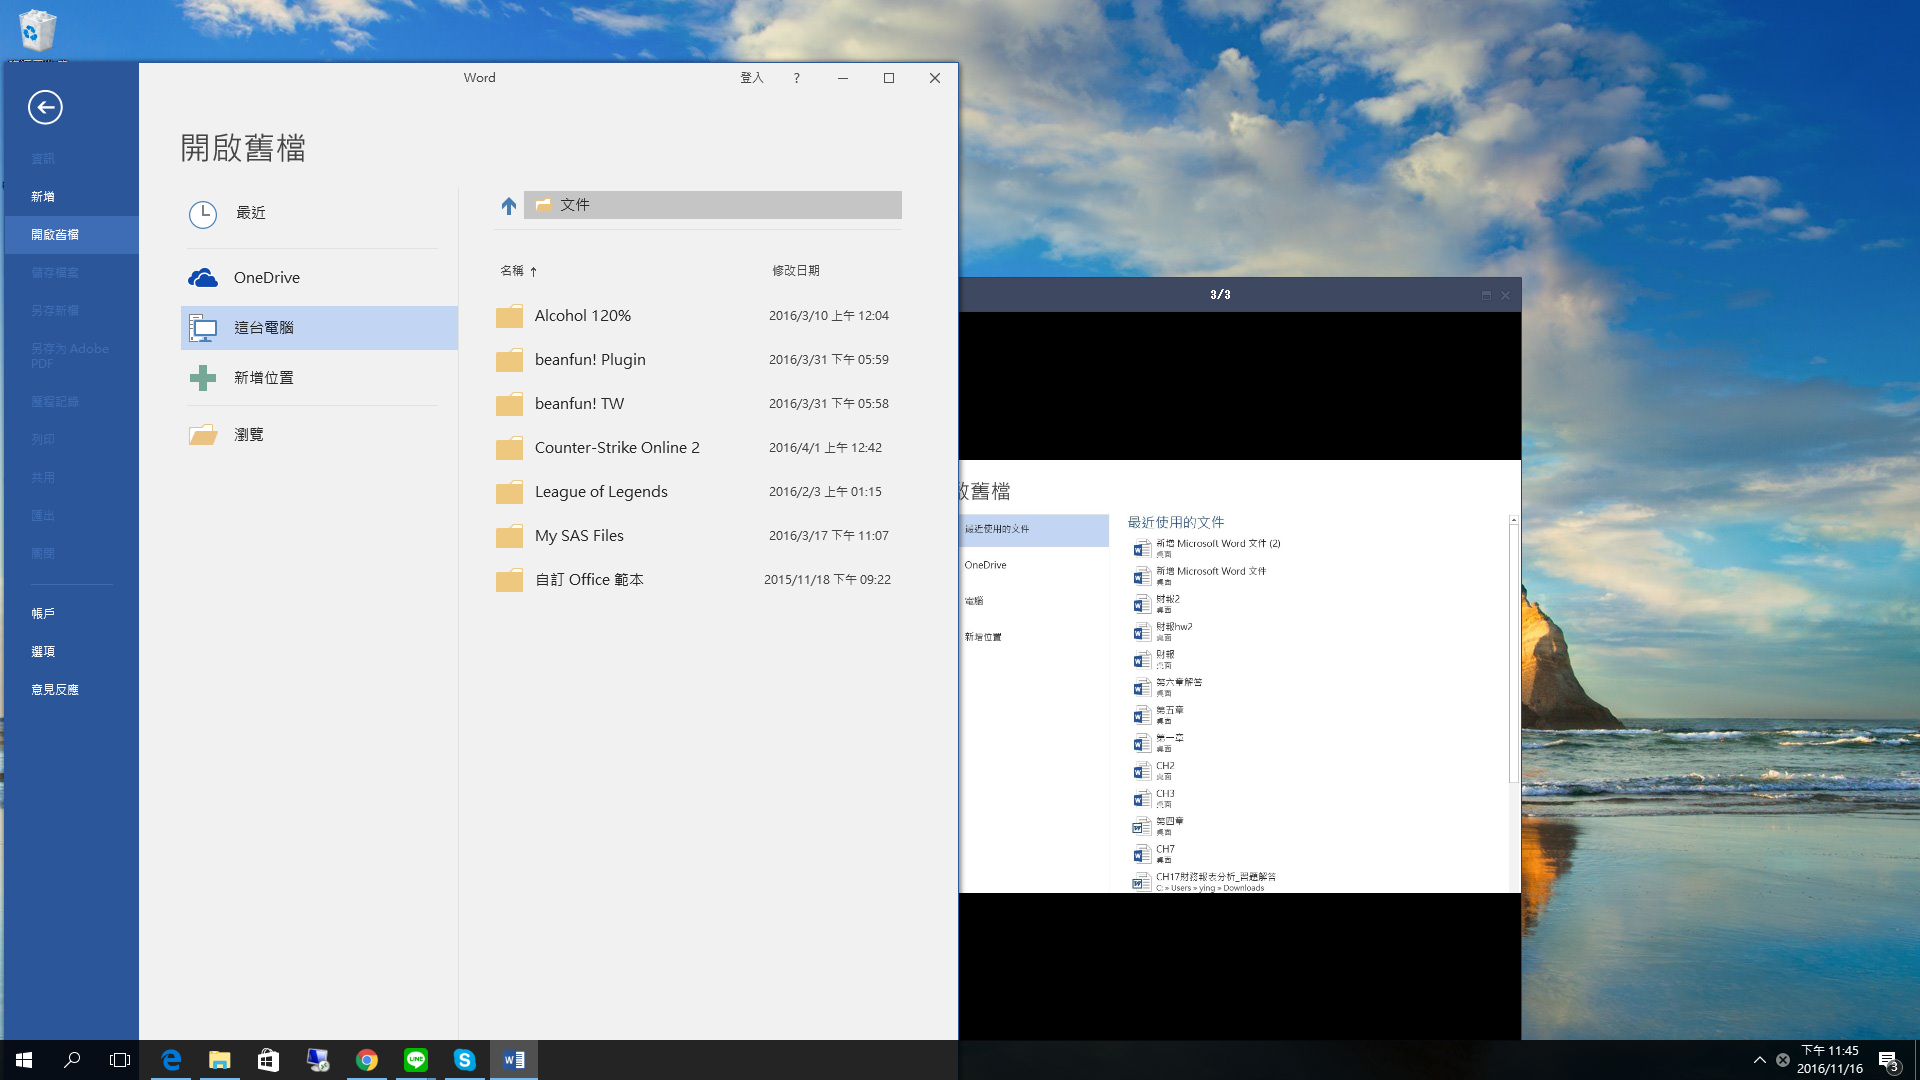 Word
登入
?
開啟舊檔
資訊
新增
開啟舊檔
儲存檔案
另存新檔
另存為 Adobe
PDF
歷程記錄
列印
共用
匯出
關閉
帳戶
選項
意見反應
最近
OneDrive
這台電腦
新增位置
瀏覽
文件
名稱 ↑ 修改日期
Alcohol 120% 2016/3/10 上午 12:04
beanfun! Plugin 2016/3/31 下午 05:59
beanfun! TW 2016/3/31 下午 05:58
Counter-Strike Online 2 2016/4/1 上午 12:42
League of Legends 2016/2/3 上午 01:15
My SAS Files 2016/3/17 下午 11:07
自訂 Office 範本 2015/11/18 下午 09:22
3/3
啟舊檔
最近使用的文件
OneDrive
電腦
新增位置
最近使用的文件
新增 Microsoft Word 文件 (2)
桌面
新增 Microsoft Word 文件
桌面
財報2
桌面
財報hw2
桌面
財報
桌面
第六章解答
桌面
第五章
桌面
第一章
桌面
CH2
桌面
CH3
桌面
第四章
桌面
CH7
桌面
CH17財務報表分析_習題解答
C: » Users » ying » Downloads
LINE
下午 11:45
2016/11/16
3